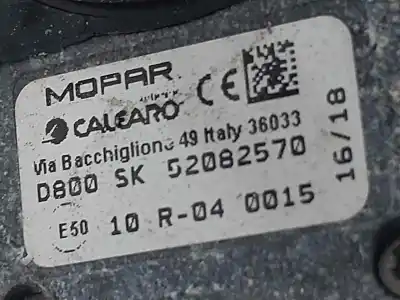 MOPAR
CALEARO CE
Via Bacchiglione 49 Italy 36033
D800 SK 52082570
E50 10 R-04 0015
16/18